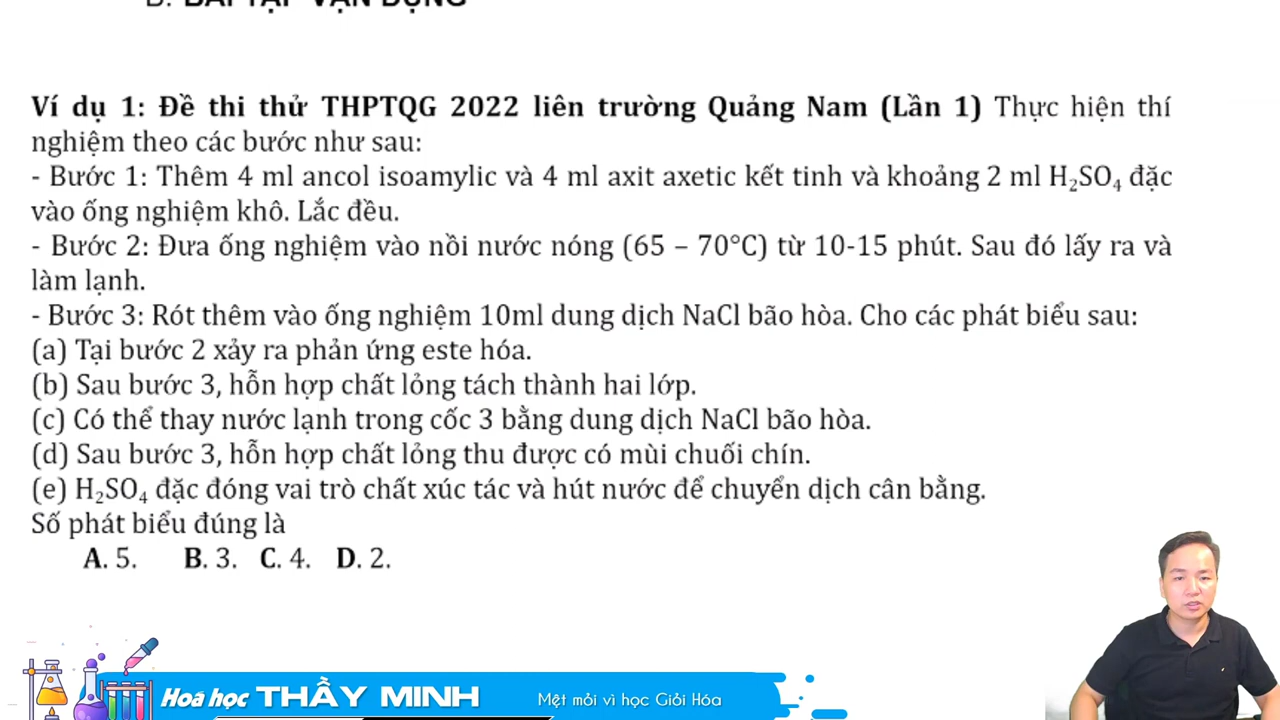 B. BÀI TẬP VẬN DỤNG
Ví dụ 1: Đề thi thử THPTQG 2022 liên trường Quảng Nam (Lần 1) Thực hiện thí
nghiệm theo các bước như sau:
- Bước 1: Thêm 4 ml ancol isoamylic và 4 ml axit axetic kết tinh và khoảng 2 ml H₂SO₄ đặc
vào ống nghiệm khô. Lắc đều.
- Bước 2: Đưa ống nghiệm vào nồi nước nóng (65 – 70°C) từ 10-15 phút. Sau đó lấy ra và
làm lạnh.
- Bước 3: Rót thêm vào ống nghiệm 10ml dung dịch NaCl bão hòa. Cho các phát biểu sau:
(a) Tại bước 2 xảy ra phản ứng este hóa.
(b) Sau bước 3, hỗn hợp chất lỏng tách thành hai lớp.
(c) Có thể thay nước lạnh trong cốc 3 bằng dung dịch NaCl bão hòa.
(d) Sau bước 3, hỗn hợp chất lỏng thu được có mùi chuối chín.
(e) H₂SO₄ đặc đóng vai trò chất xúc tác và hút nước để chuyển dịch cân bằng.
Số phát biểu đúng là
A. 5. B. 3. C. 4. D. 2.
Hoá học THẦY MINH Mệt mỏi vì học Giỏi Hóa